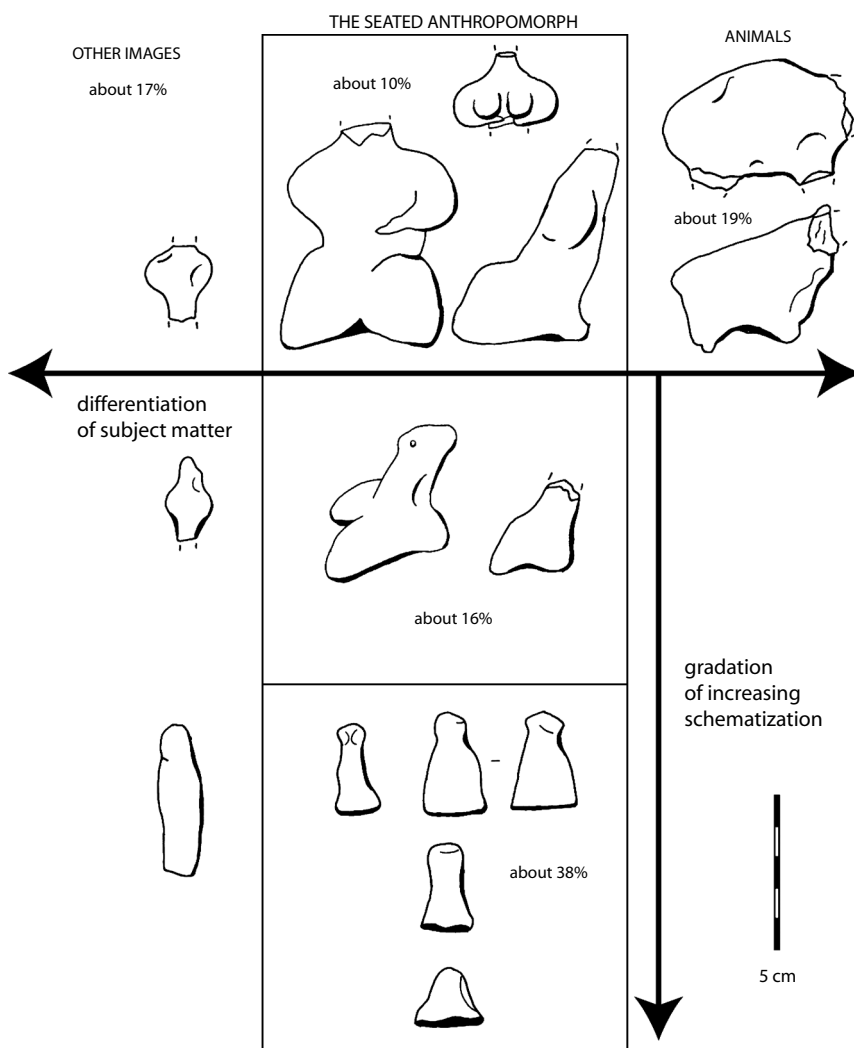 THE SEATED ANTHROPOMORPH
OTHER IMAGES
about 17%
about 10%
ANIMALS
about 19%
differentiation
of subject matter
about 16%
gradation
of increasing
schematization
about 38%
5 cm